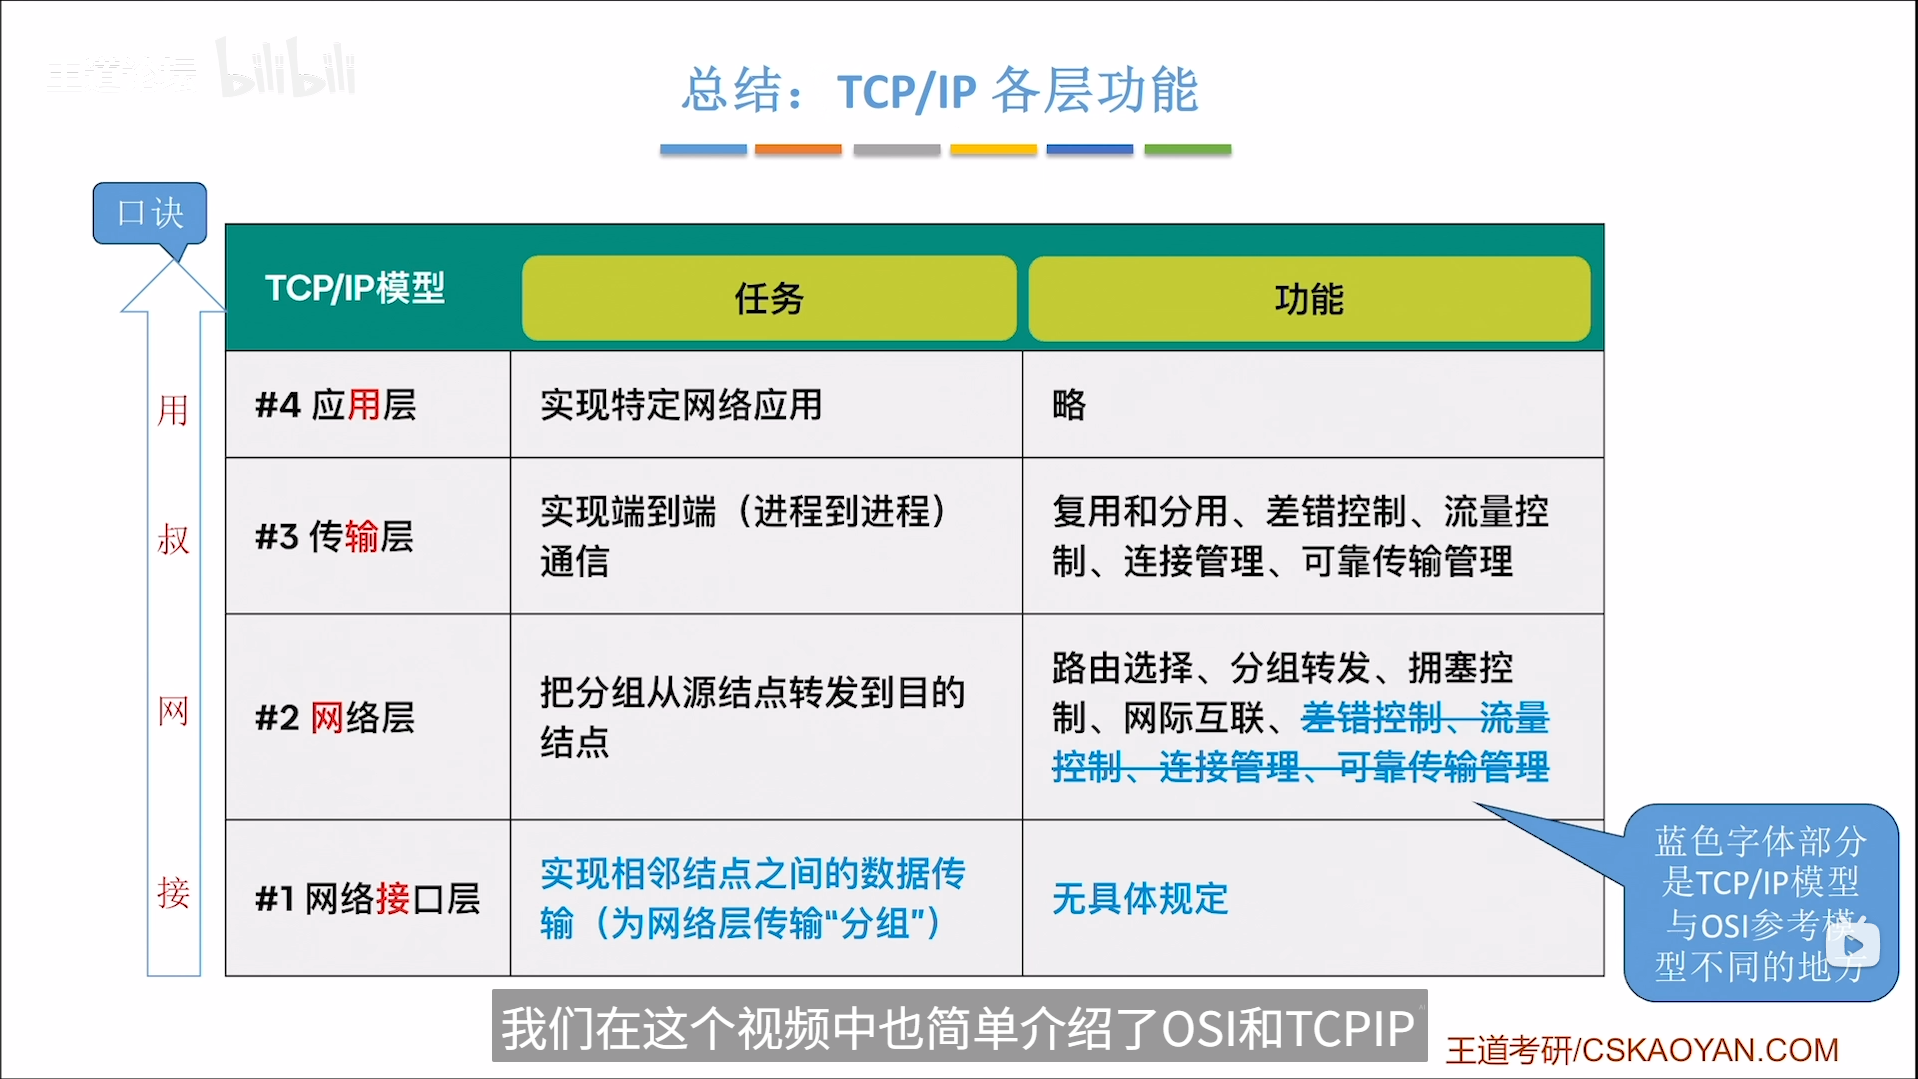 王道论坛 bilibili
总结：TCP/IP 各层功能
口诀
TCP/IP模型
任务
功能
用
#4 应用层
实现特定网络应用
略
叔
#3 传输层
实现端到端（进程到进程）
通信
复用和分用、差错控制、流量控
制、连接管理、可靠传输管理
网
#2 网络层
把分组从源结点转发到目的
结点
路由选择、分组转发、拥塞控
制、网际互联、差错控制、流量
控制、连接管理、可靠传输管理
接
#1 网络接口层
实现相邻结点之间的数据传
输（为网络层传输“分组”）
无具体规定
蓝色字体部分
是TCP/IP模型
与OSI参考模
型不同的地方
我们在这个视频中也简单介绍了OSI和TCPIP
王道考研/CSKAOYAN.COM